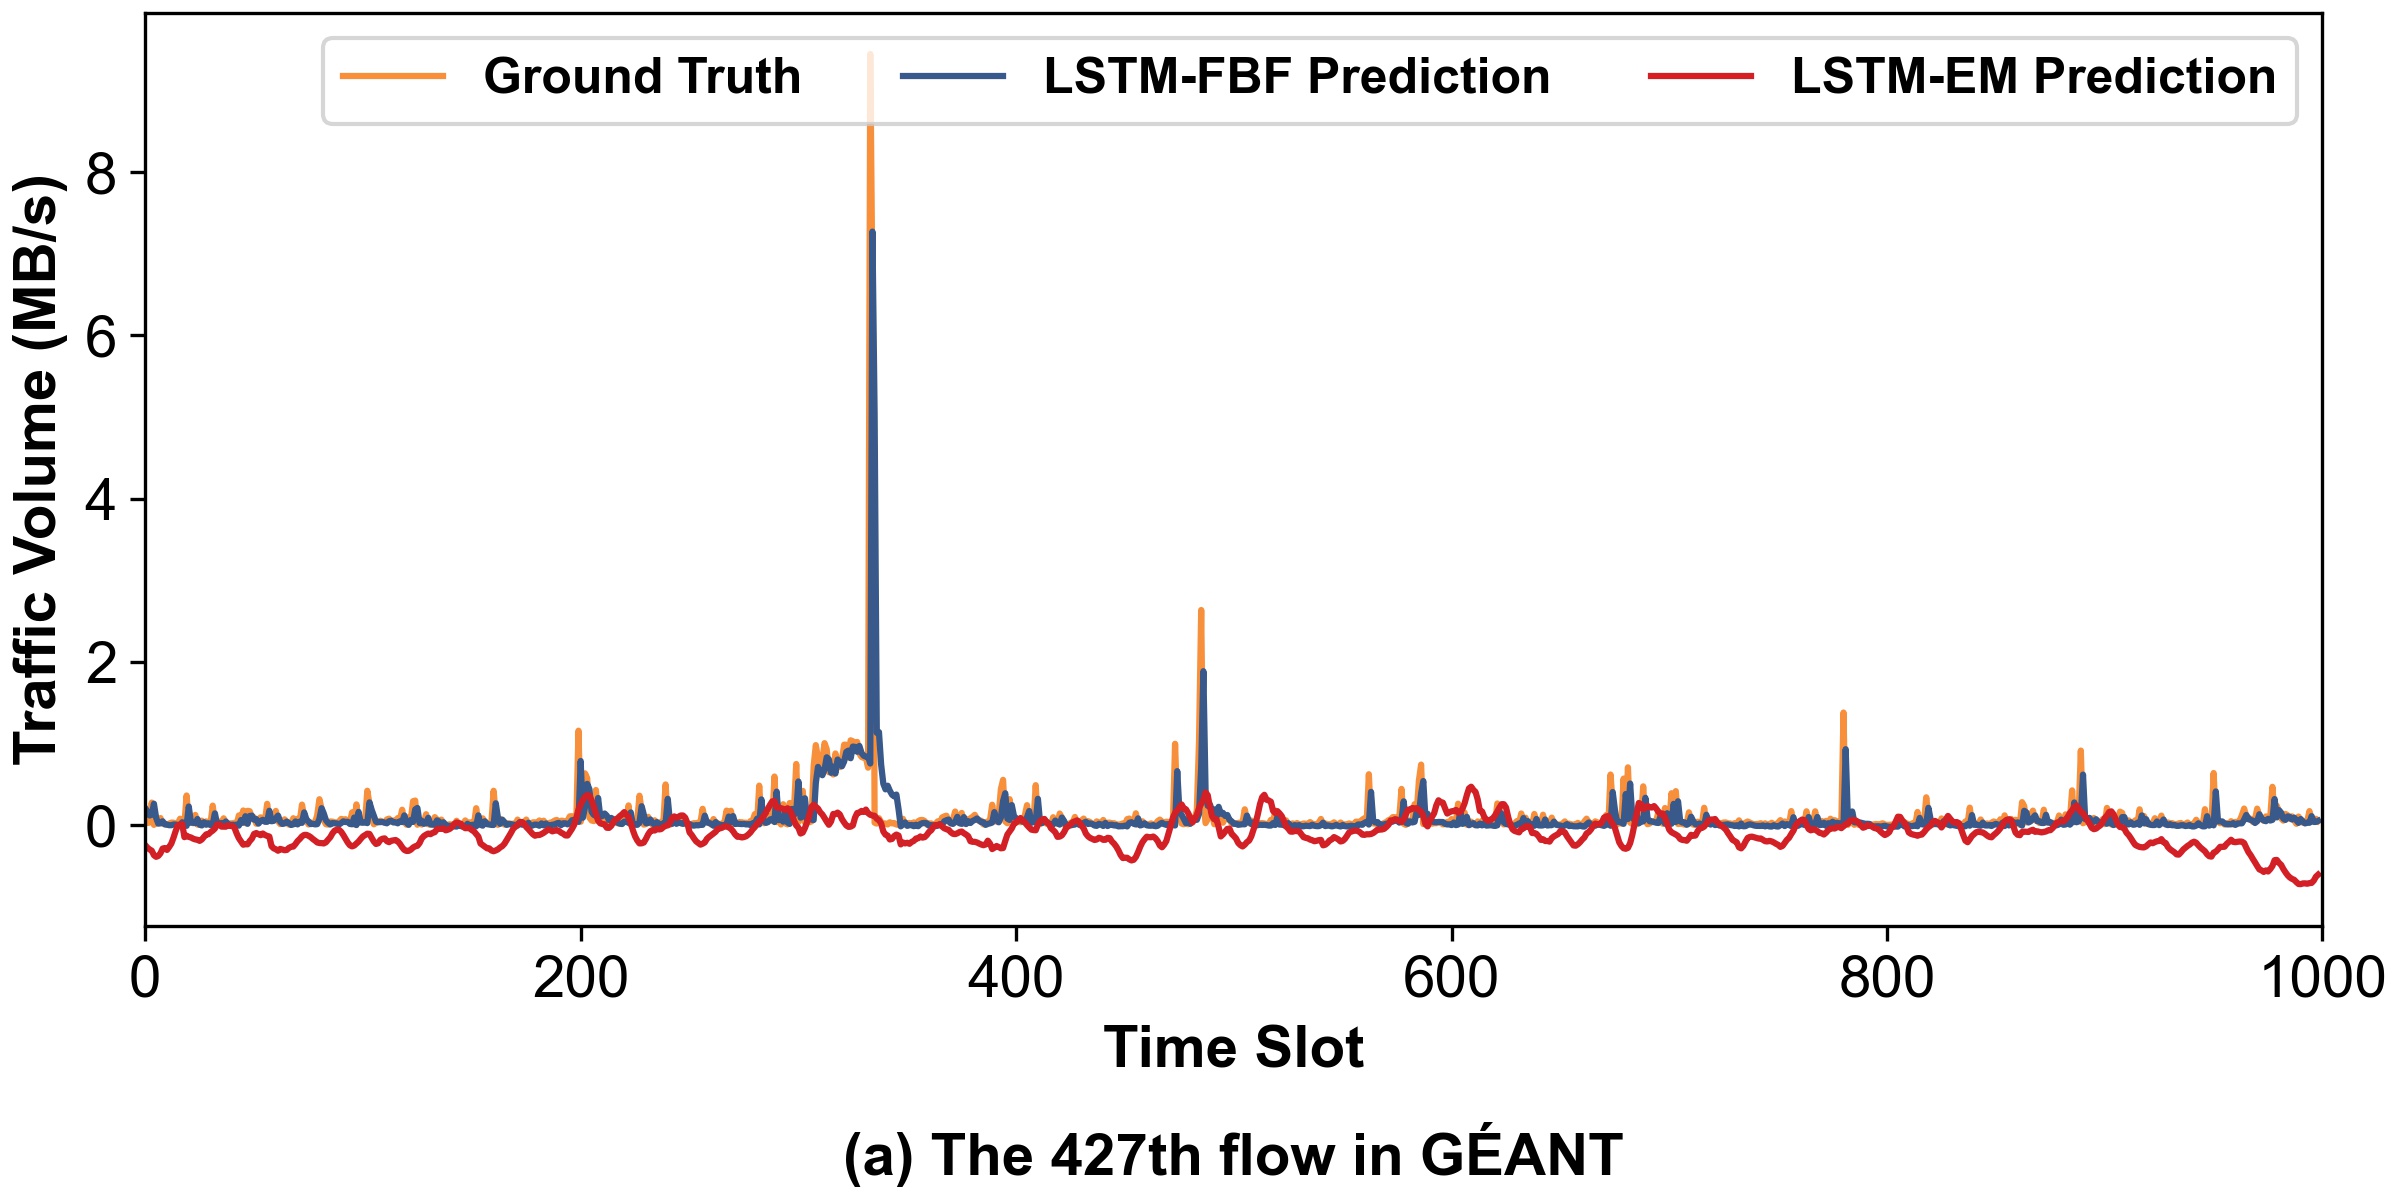 Ground Truth LSTM-FBF Prediction LSTM-EM Prediction
Traffic Volume (MB/s)
8
6
4
2
0
0 200 400 600 800 1000
Time Slot
(a) The 427th flow in GÉANT